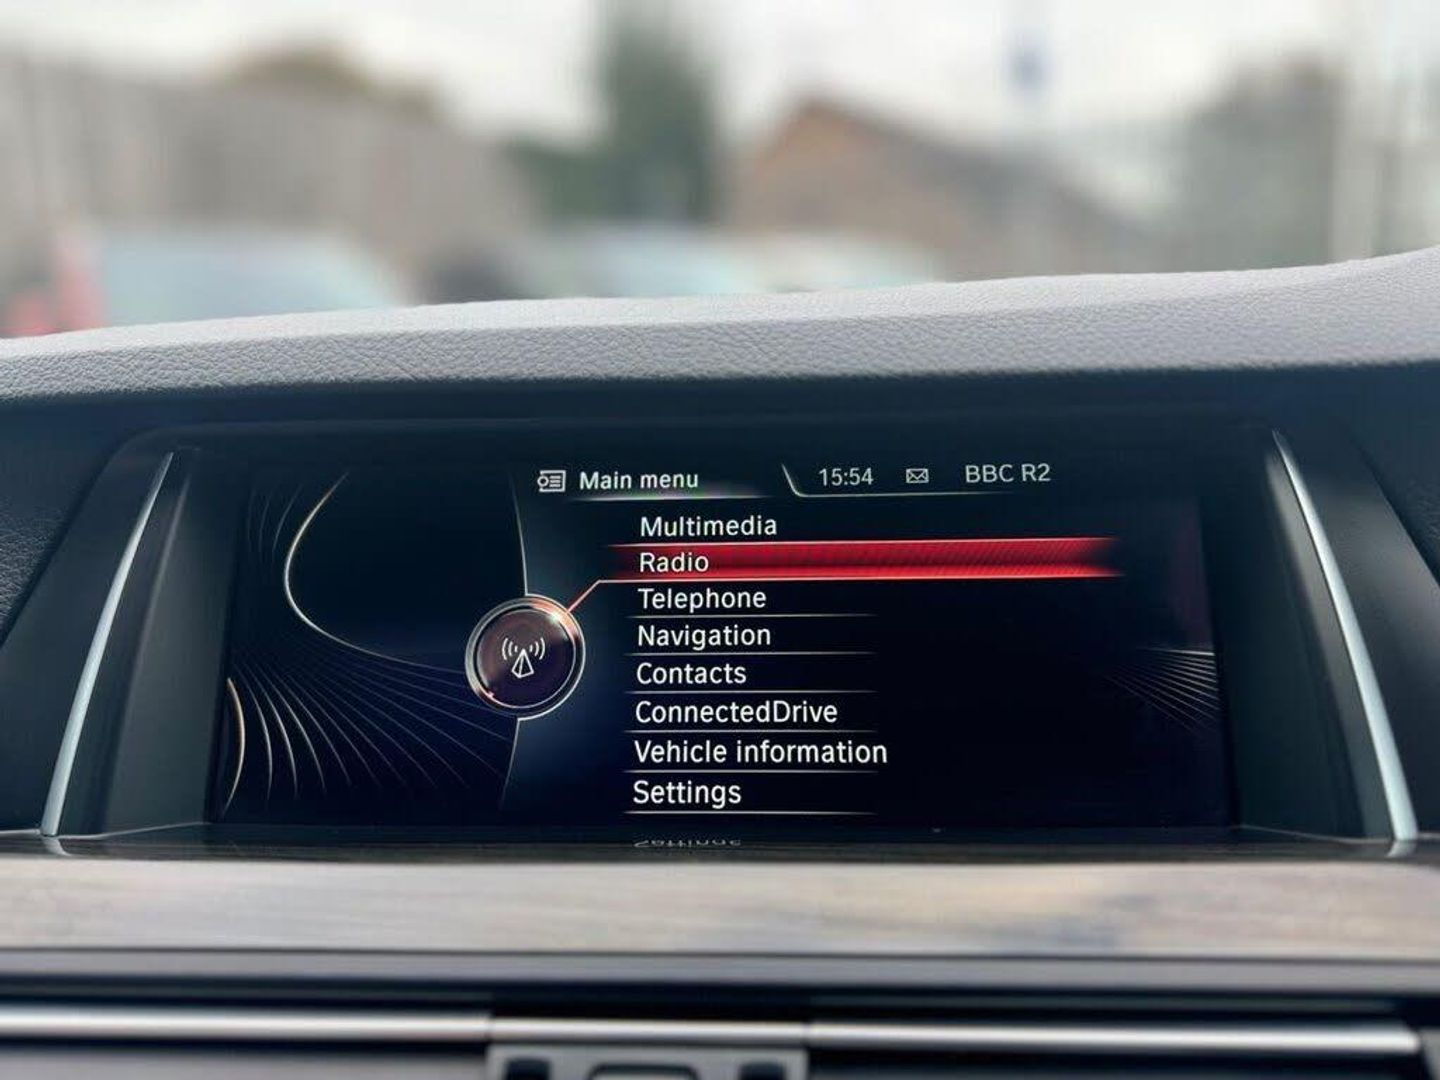 Main menu
15:54
BBC R2
Multimedia
Radio
Telephone
Navigation
Contacts
ConnectedDrive
Vehicle information
Settings